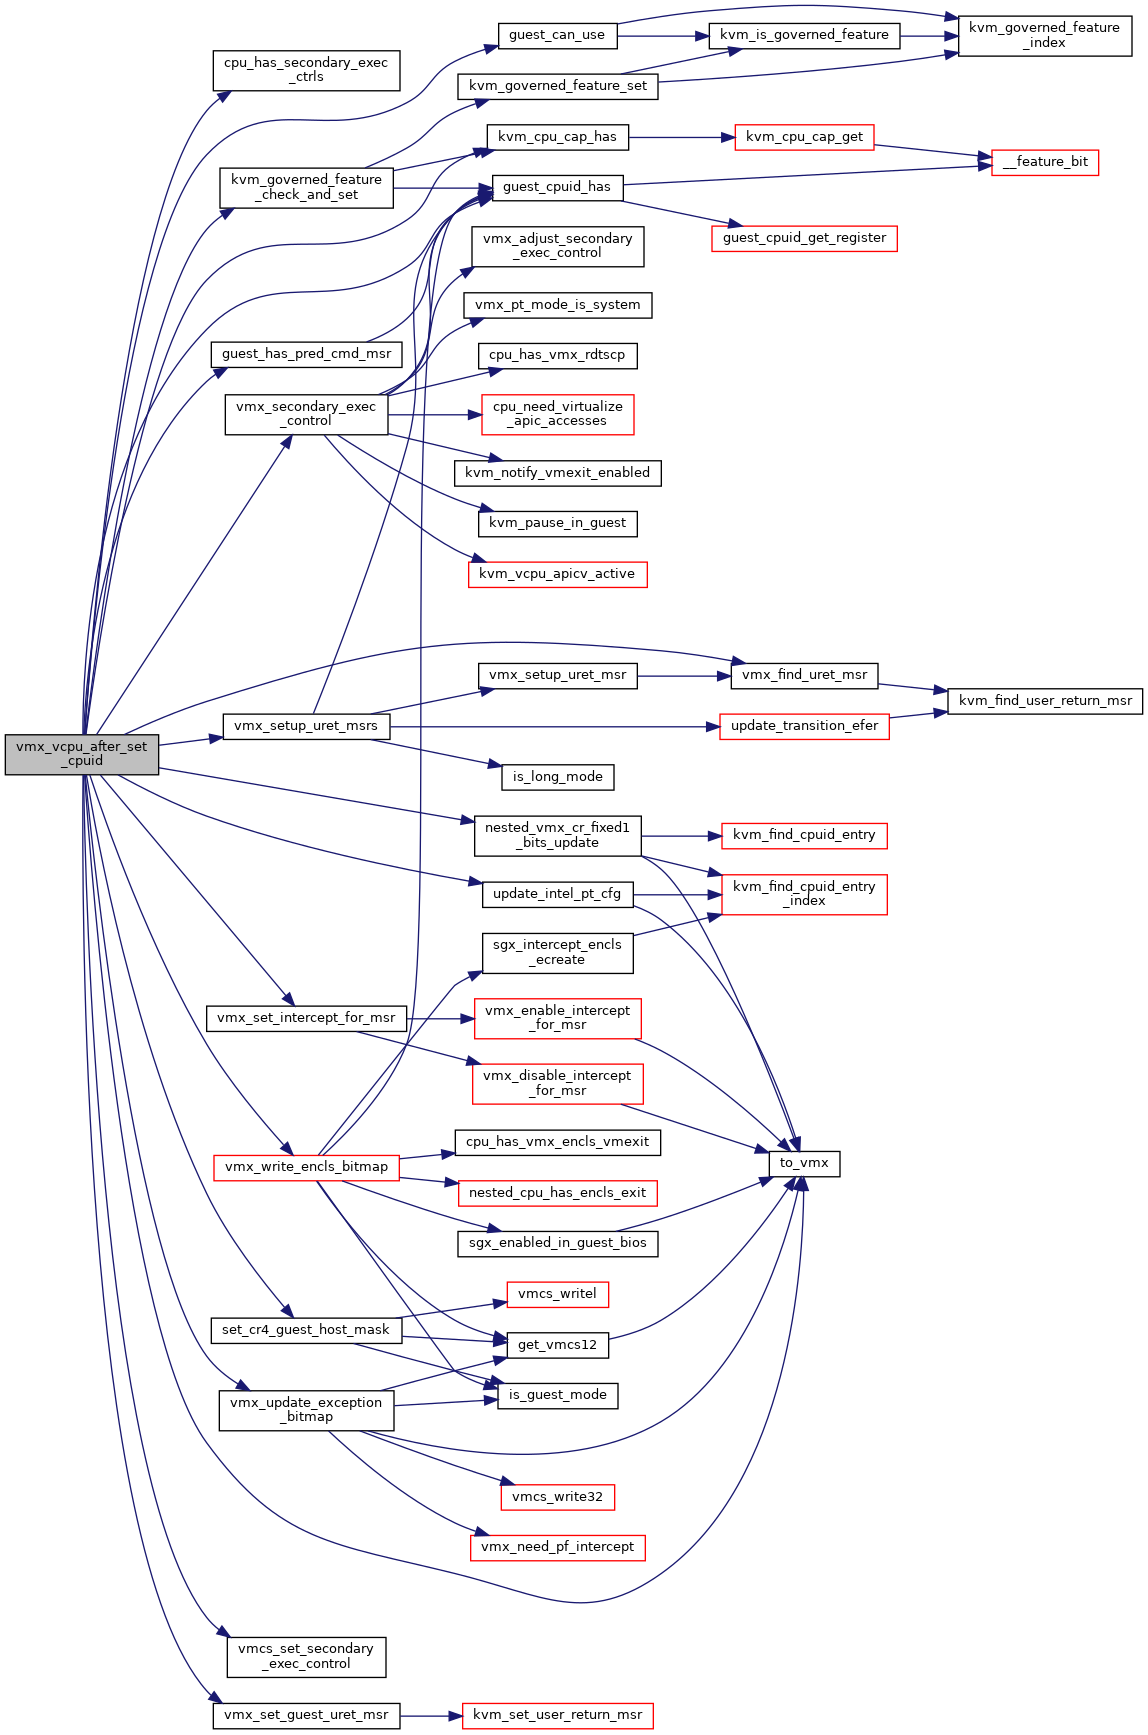 vmx_vcpu_after_set
_cpuid
cpu_has_secondary_exec
_ctrls
guest_can_use
kvm_is_governed_feature
kvm_governed_feature
_index
kvm_governed_feature_set
kvm_cpu_cap_has
kvm_cpu_cap_get
__feature_bit
kvm_governed_feature
_check_and_set
guest_cpuid_has
guest_cpuid_get_register
vmx_adjust_secondary
_exec_control
vmx_pt_mode_is_system
guest_has_pred_cmd_msr
cpu_has_vmx_rdtscp
vmx_secondary_exec
_control
cpu_need_virtualize
_apic_accesses
kvm_notify_vmexit_enabled
kvm_pause_in_guest
kvm_vcpu_apicv_active
vmx_setup_uret_msr
vmx_find_uret_msr
kvm_find_user_return_msr
vmx_setup_uret_msrs
update_transition_efer
is_long_mode
nested_vmx_cr_fixed1
_bits_update
kvm_find_cpuid_entry
update_intel_pt_cfg
kvm_find_cpuid_entry
_index
sgx_intercept_encls
_ecreate
vmx_set_intercept_for_msr
vmx_enable_intercept
_for_msr
vmx_disable_intercept
_for_msr
cpu_has_vmx_encls_vmexit
to_vmx
vmx_write_encls_bitmap
nested_cpu_has_encls_exit
sgx_enabled_in_guest_bios
vmcs_writel
set_cr4_guest_host_mask
get_vmcs12
is_guest_mode
vmx_update_exception
_bitmap
vmcs_write32
vmx_need_pf_intercept
vmcs_set_secondary
_exec_control
vmx_set_guest_uret_msr
kvm_set_user_return_msr